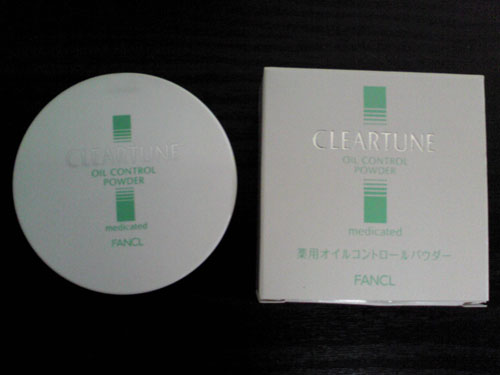 CLEARTUNE
OIL CONTROL
POWDER
medicated
FANCL
CLEARTUNE
OIL CONTROL
POWDER
medicated
薬用オイルコントロールパウダー
FANCL